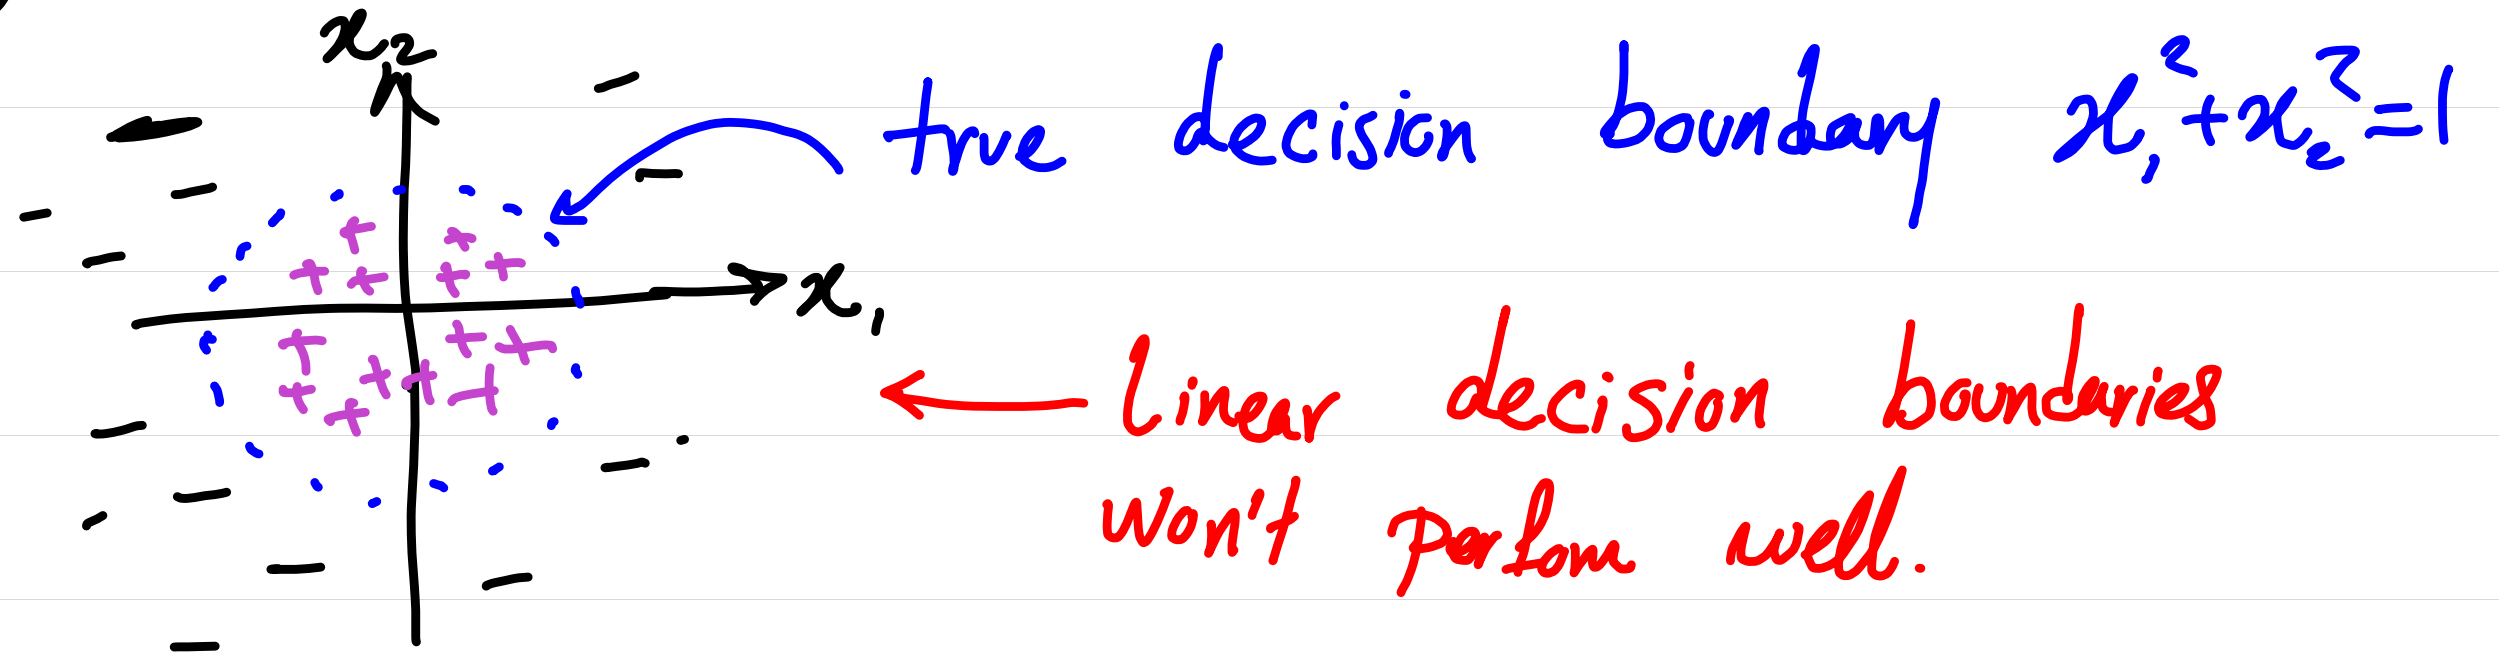 x₂
true decision boundary x₁² + x₂² = 1
x₁
Linear decision boundaries
won't perform well.